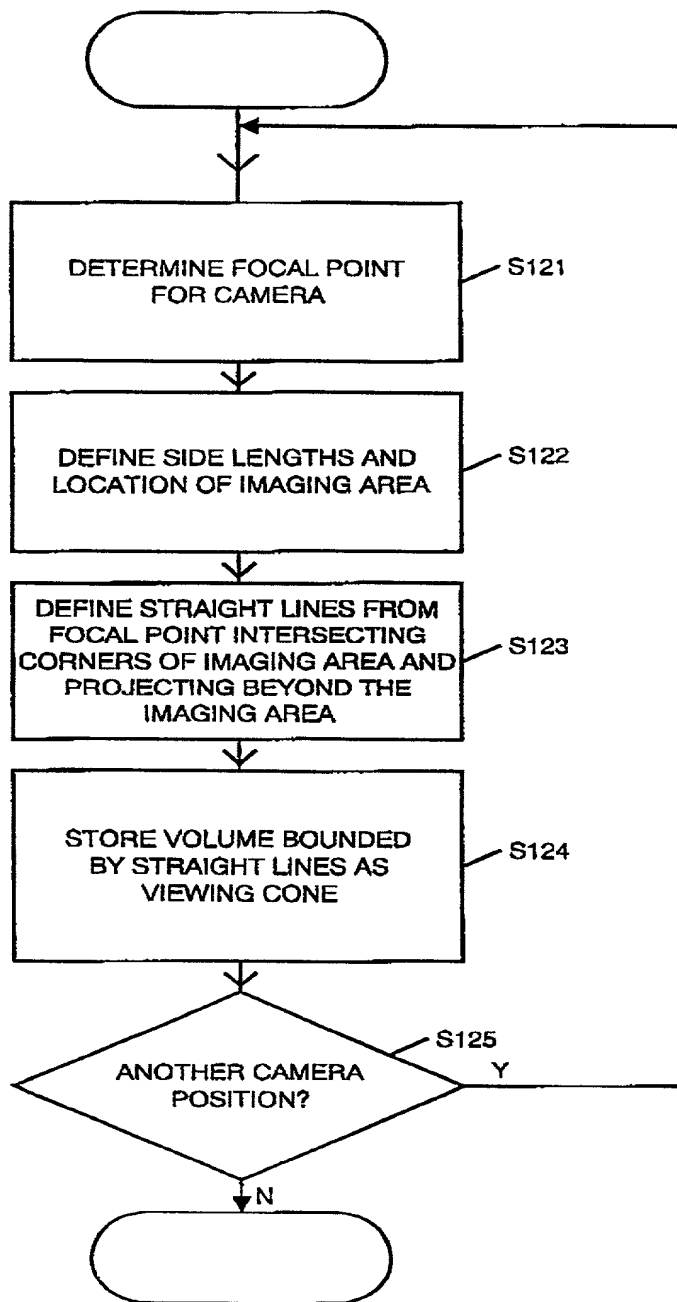 DETERMINE FOCAL POINT
FOR CAMERA
S121
DEFINE SIDE LENGTHS AND
LOCATION OF IMAGING AREA
S122
DEFINE STRAIGHT LINES FROM
FOCAL POINT INTERSECTING
CORNERS OF IMAGING AREA AND
PROJECTING BEYOND THE
IMAGING AREA
S123
STORE VOLUME BOUNDED
BY STRAIGHT LINES AS
VIEWING CONE
S124
ANOTHER CAMERA
POSITION?
S125
Y
N